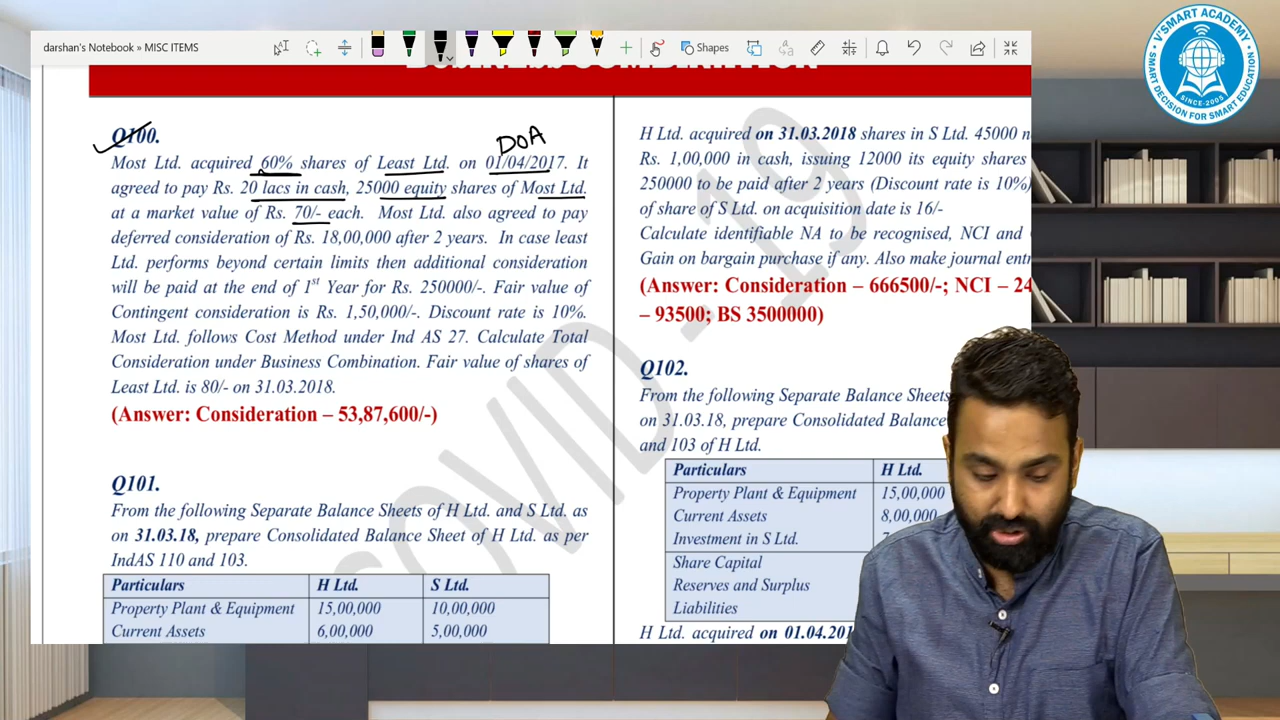 darshan's Notebook » MISC ITEMS
Shapes
V'SMART ACADEMY
SMART DECISION FOR SMART EDUCATION
SINCE-2005
Q100.
DOA
Most Ltd. acquired 60% shares of Least Ltd. on 01/04/2017. It
agreed to pay Rs. 20 lacs in cash, 25000 equity shares of Most Ltd.
at a market value of Rs. 70/- each. Most Ltd. also agreed to pay
deferred consideration of Rs. 18,00,000 after 2 years. In case least
Ltd. performs beyond certain limits then additional consideration
will be paid at the end of 1st Year for Rs. 250000/-. Fair value of
Contingent consideration is Rs. 1,50,000/-. Discount rate is 10%.
Most Ltd. follows Cost Method under Ind AS 27. Calculate Total
Consideration under Business Combination. Fair value of shares of
Least Ltd. is 80/- on 31.03.2018.
(Answer: Consideration – 53,87,600/-)
Q101.
From the following Separate Balance Sheets of H Ltd. and S Ltd. as
on 31.03.18, prepare Consolidated Balance Sheet of H Ltd. as per
IndAS 110 and 103.
Particulars H Ltd. S Ltd.
Property Plant & Equipment 15,00,000 10,00,000
Current Assets 6,00,000 5,00,000
H Ltd. acquired on 31.03.2018 shares in S Ltd. 45000
Rs. 1,00,000 in cash, issuing 12000 its equity shares
250000 to be paid after 2 years (Discount rate is 10%)
of share of S Ltd. on acquisition date is 16/-
Calculate identifiable NA to be recognised, NCI and
Gain on bargain purchase if any. Also make journal
(Answer: Consideration – 666500/-; NCI –
– 93500; BS 3500000)
Q102.
From the following Separate Balance Sheets
on 31.03.18, prepare Consolidated Balance
and 103 of H Ltd.
Particulars H Ltd.
Property Plant & Equipment 15,00,000
Current Assets 8,00,000
Investment in S Ltd.
Share Capital
Reserves and Surplus
Liabilities
H Ltd. acquired on
COVID - 19